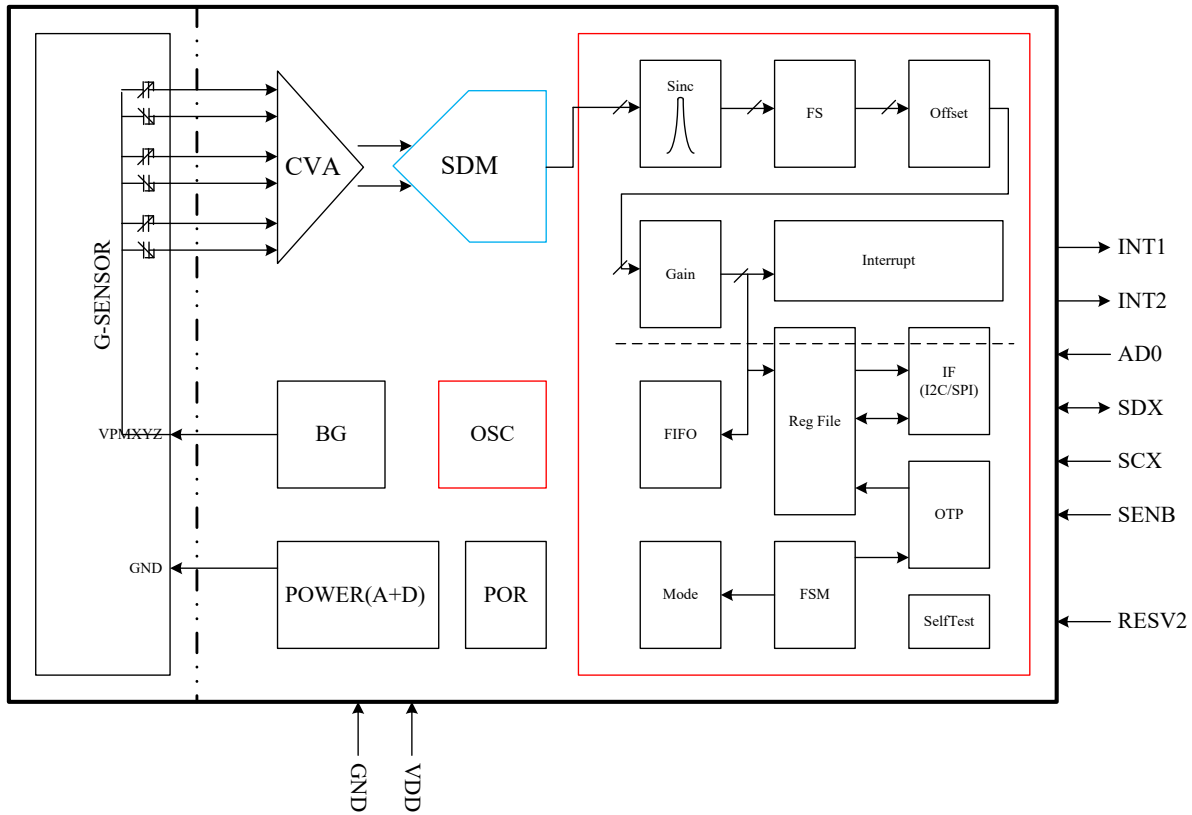 G-SENSOR
VPMXYZ
GND
CVA
SDM
BG
OSC
POWER(A+D)
POR
Sinc
FS
Offset
Gain
Interrupt
FIFO
Reg File
IF
(I2C/SPI)
OTP
Mode
FSM
SelfTest
INT1
INT2
AD0
SDX
SCX
SENB
RESV2
GND
VDD